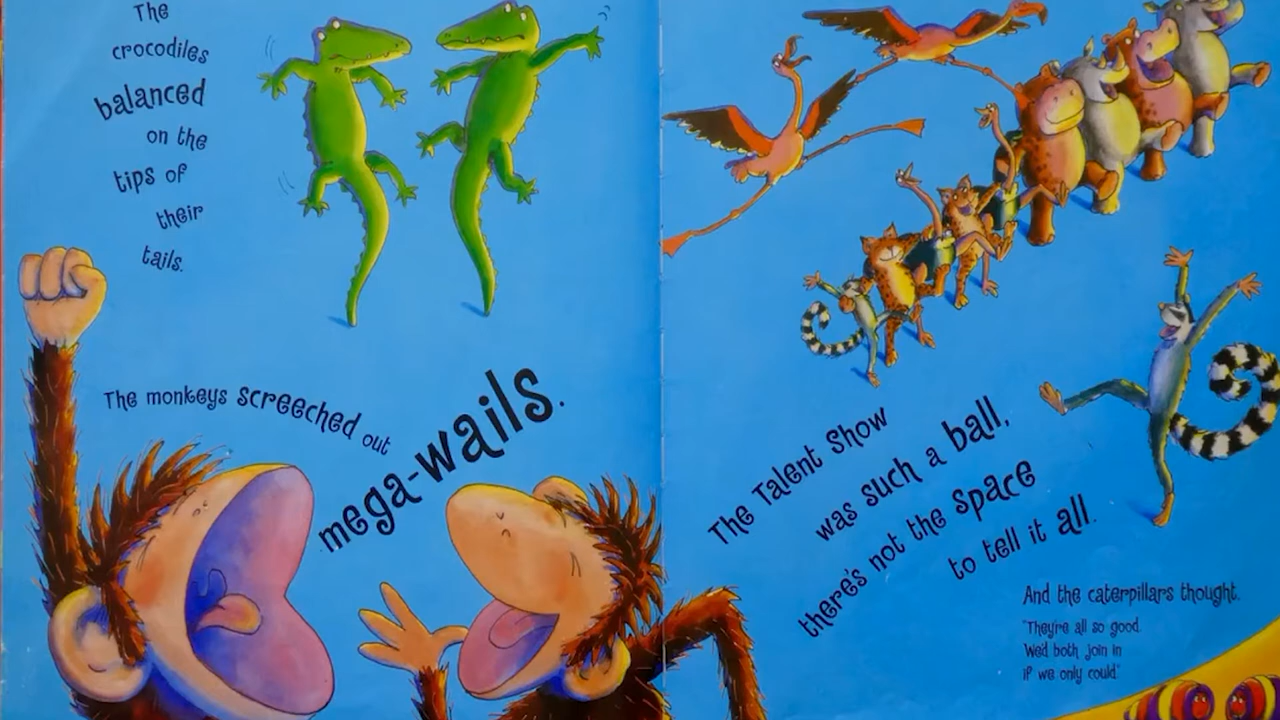 The
crocodiles
balanced
on the
tips of
their
tails.
The monkeys screeched out
mega-wails.
The Talent Show
was such a ball,
there's not the space
to tell it all.
And the caterpillars thought,
"They're all so good.
We'd both join in
if we only could"